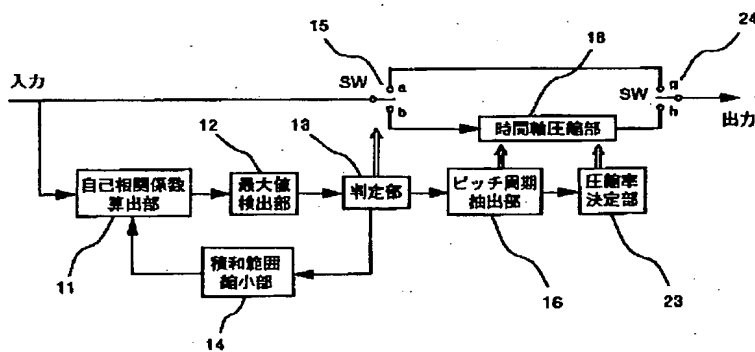 15
18
24
入力
SW
a
b
g
SW
h
出力
時間軸圧縮部
12
13
自己相関係数
算出部
最大値
検出部
判定部
ピッチ周期
抽出部
圧縮率
決定部
11
積和範囲
縮小部
14
16
23